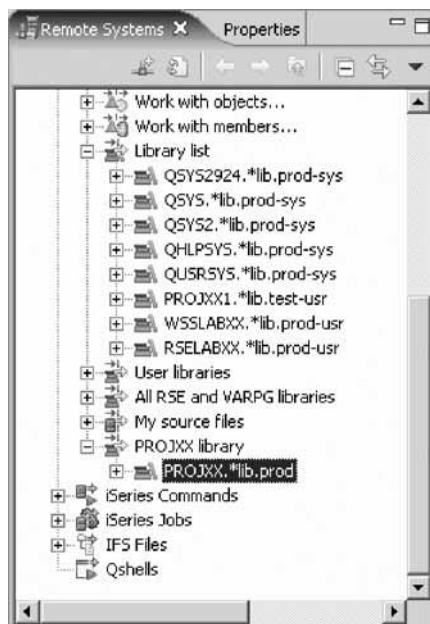 Remote Systems Properties
Work with objects...
Work with members...
Library list
QSYS2924.*lib.prod-sys
QSYS.*lib.prod-sys
QSYS2.*lib.prod-sys
QHLPSYS.*lib.prod-sys
QUSRSYS.*lib.prod-sys
PROJXX1.*lib.test-usr
WSSLABXX.*lib.prod-usr
RSELABXX.*lib.prod-usr
User libraries
All RSE and VARPG libraries
My source files
PROJXX library
PROJXX.*lib.prod
iSeries Commands
iSeries Jobs
IFS Files
Qshells